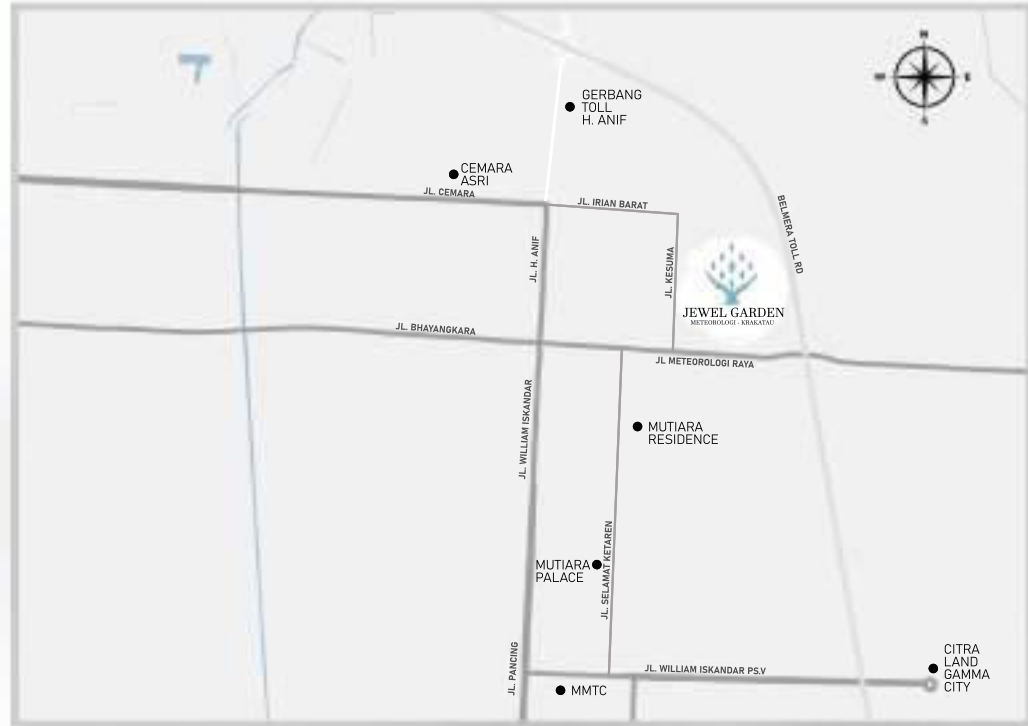 N
E
S
GERBANG
TOLL
H. ANIF
CEMARA
ASRI
JL. CEMARA
JL. IRIAN BARAT
BELMERA TOLL RD
JL. H. ANIF
JL. KESUMA
JEWEL GARDEN
METEOROLOGI - KRAKATAU
JL. BHAYANGKARA
JL METEOROLOGI RAYA
JL. WILLIAM ISKANDAR
MUTIARA
RESIDENCE
MUTIARA
PALACE
JL. SELAMAT KETAREN
JL. PANCING
JL. WILLIAM ISKANDAR PS.V
MMTC
CITRA
LAND
GAMMA
CITY